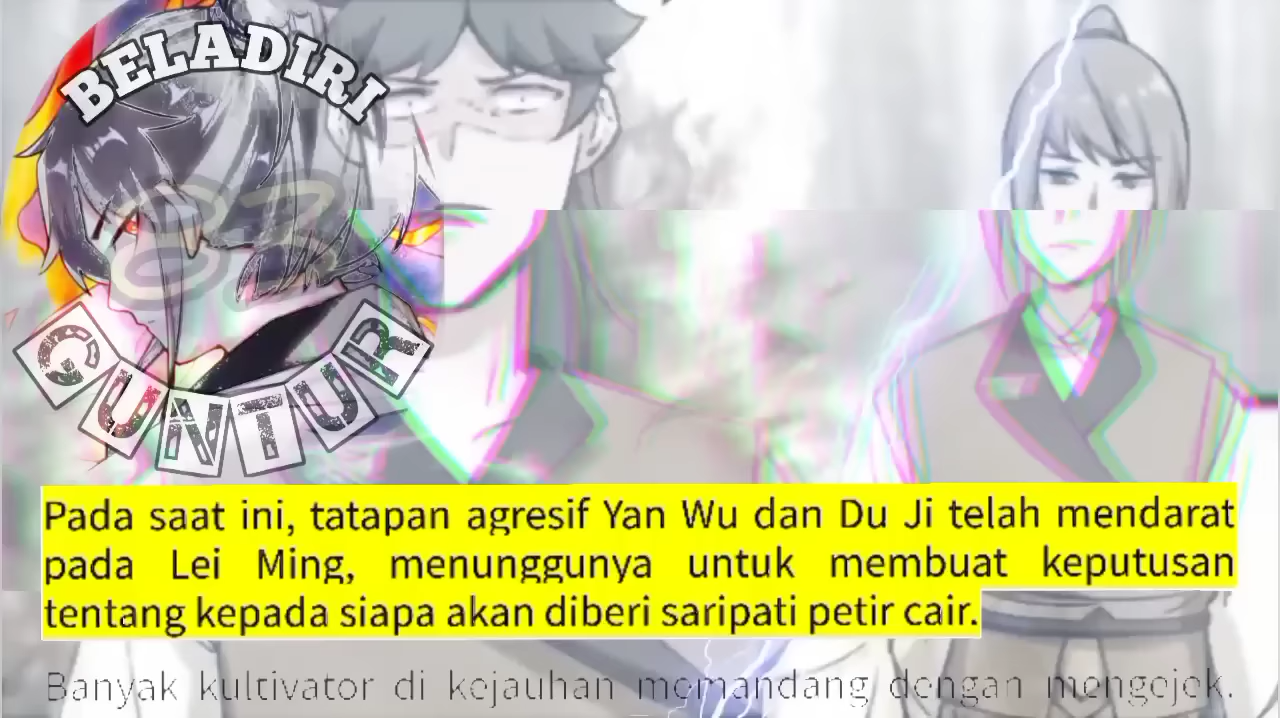 BELADIRI
GUNTUR
Pada saat ini, tatapan agresif Yan Wu dan Du Ji telah mendarat
pada Lei Ming, menunggunya untuk membuat keputusan
tentang kepada siapa akan diberi saripati petir cair.
Banyak kultivator di kejauhan memandang dengan mengejek.